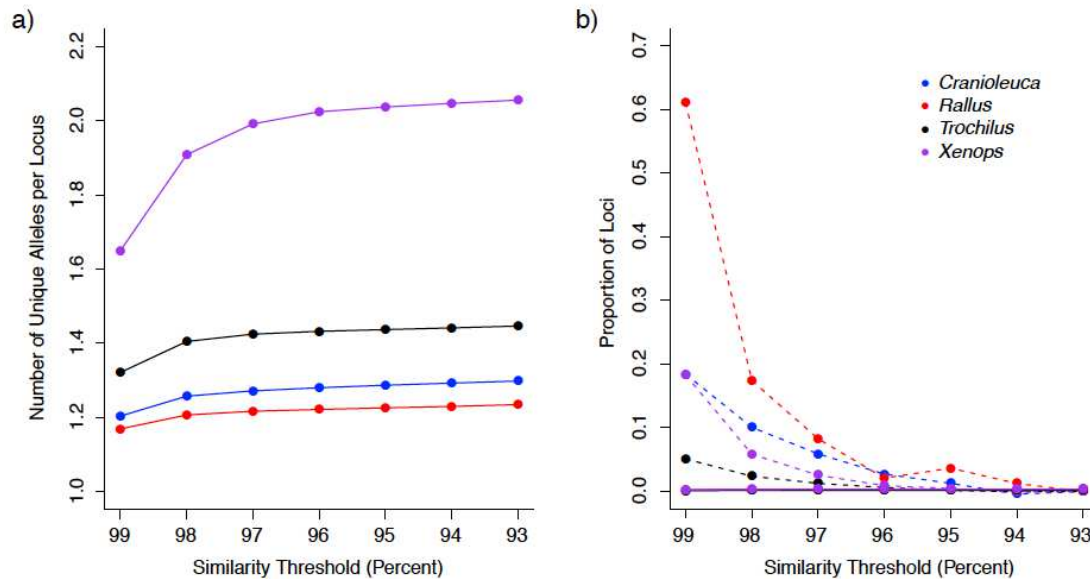 a)
Number of Unique Alleles per Locus
2.2
2.0
1.8
1.6
1.4
1.2
1.0
99 98 97 96 95 94 93
Similarity Threshold (Percent)
b)
Proportion of Loci
0.7
0.6
0.5
0.4
0.3
0.2
0.1
0.0
Cranioleuca
Rallus
Trochilus
Xenops
99 98 97 96 95 94 93
Similarity Threshold (Percent)